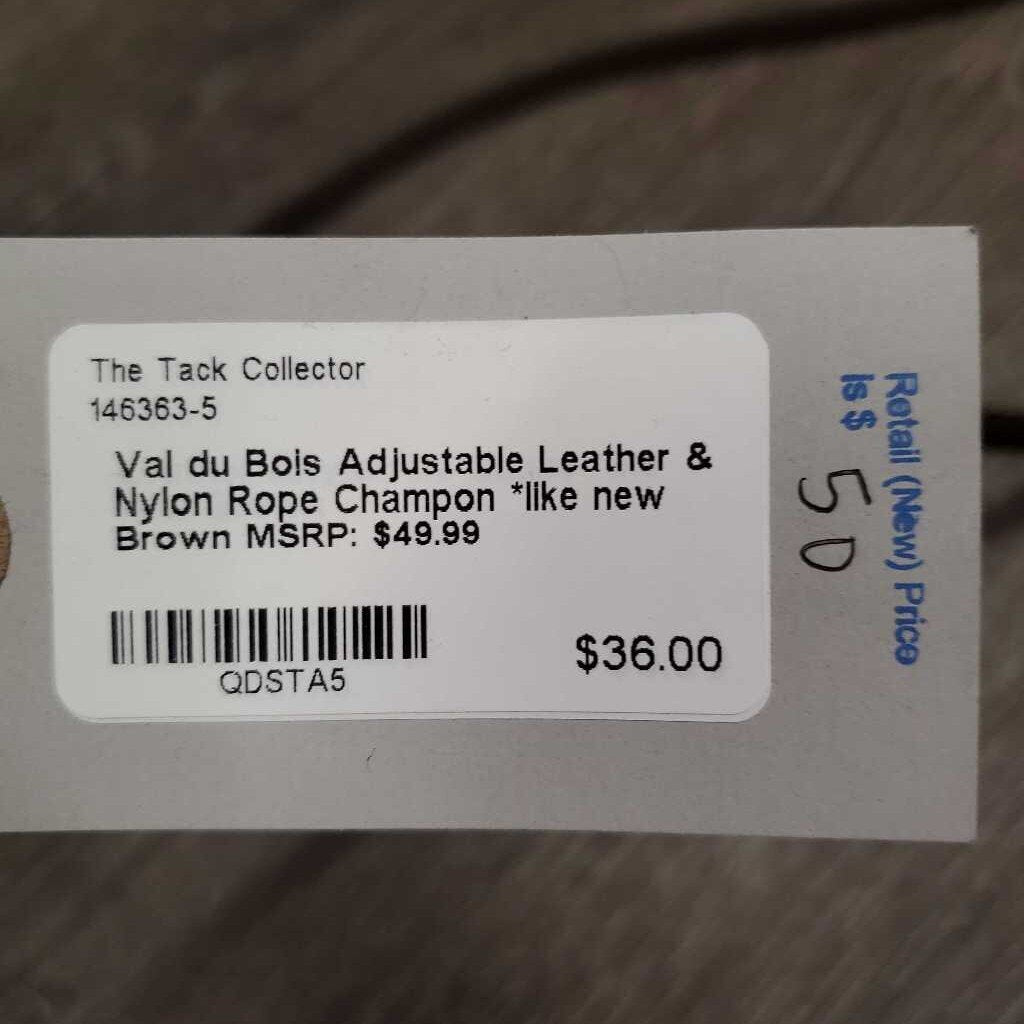 The Tack Collector
146363-5
Val du Bois Adjustable Leather &
Nylon Rope Champon *like new
Brown MSRP: $49.99
QDSTA5
$36.00
Retail (New) Price
Is $
50